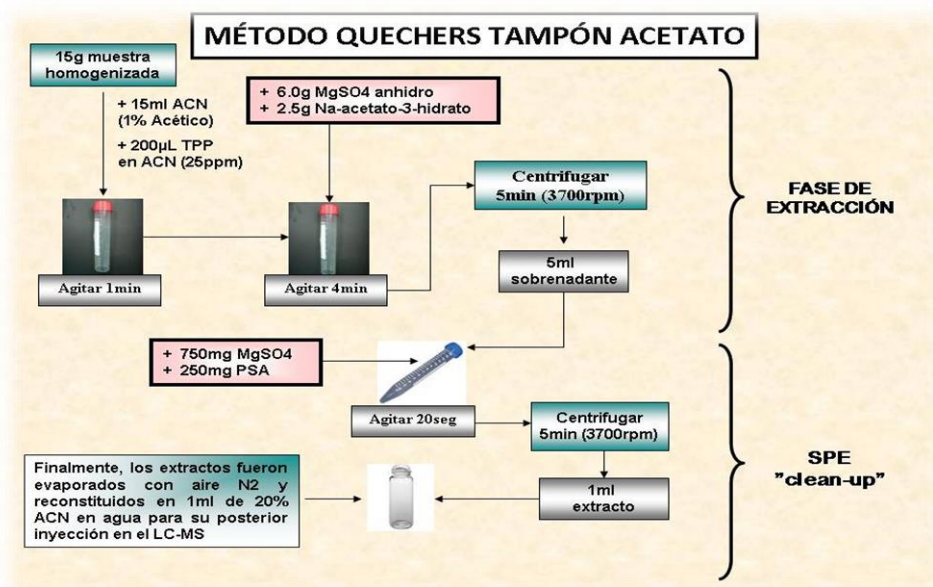 MÉTODO QUECHERS TAMPÓN ACETATO
15g muestra
homogenizada
+ 15ml ACN
(1% Acético)
+ 200µL TPP
en ACN (25ppm)
Agitar 1min
+ 6.0g MgSO4 anhidro
+ 2.5g Na-acetato-3-hidrato
Agitar 4min
Centrifugar
5min (3700rpm)
5ml
sobrenadante
FASE DE
EXTRACCIÓN
+ 750mg MgSO4
+ 250mg PSA
Agitar 20seg
Centrifugar
5min (3700rpm)
1ml
extracto
SPE
"clean-up"
Finalmente, los extractos fueron
evaporados con aire N2 y
reconstituidos en 1ml de 20%
ACN en agua para su posterior
inyección en el LC-MS